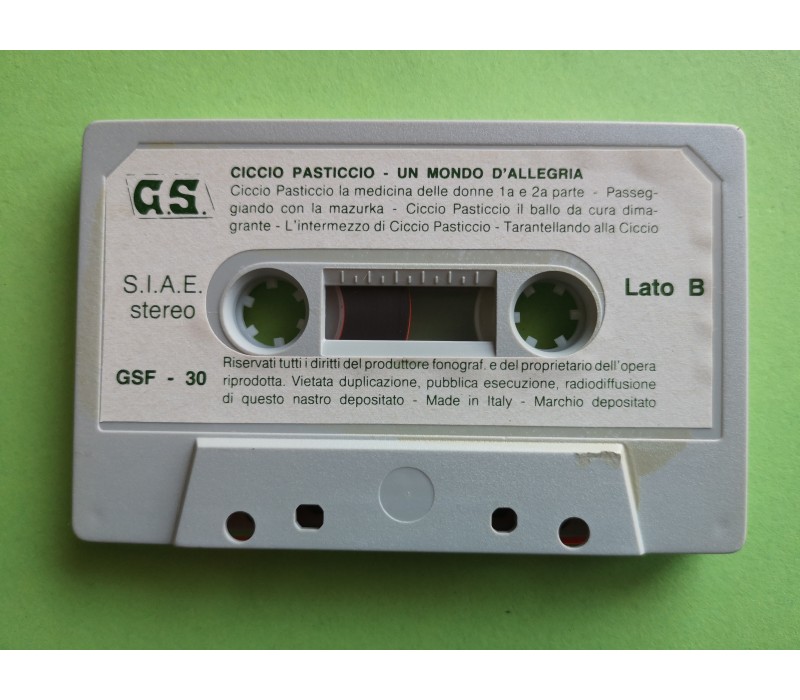 G.S.
CICCIO PASTICCIO - UN MONDO D'ALLEGRIA
Ciccio Pasticcio la medicina delle donne 1a e 2a parte - Passeg-
giando con la mazurka - Ciccio Pasticcio il ballo da cura dima-
grante - L'intermezzo di Ciccio Pasticcio - Tarantellando alla Ciccio
S.I.A.E.
stereo
Lato B
GSF - 30
Riservati tutti i diritti del produttore fonograf. e del proprietario dell'opera
riprodotta. Vietata duplicazione, pubblica esecuzione, radiodiffusione
di questo nastro depositato - Made in Italy - Marchio depositato